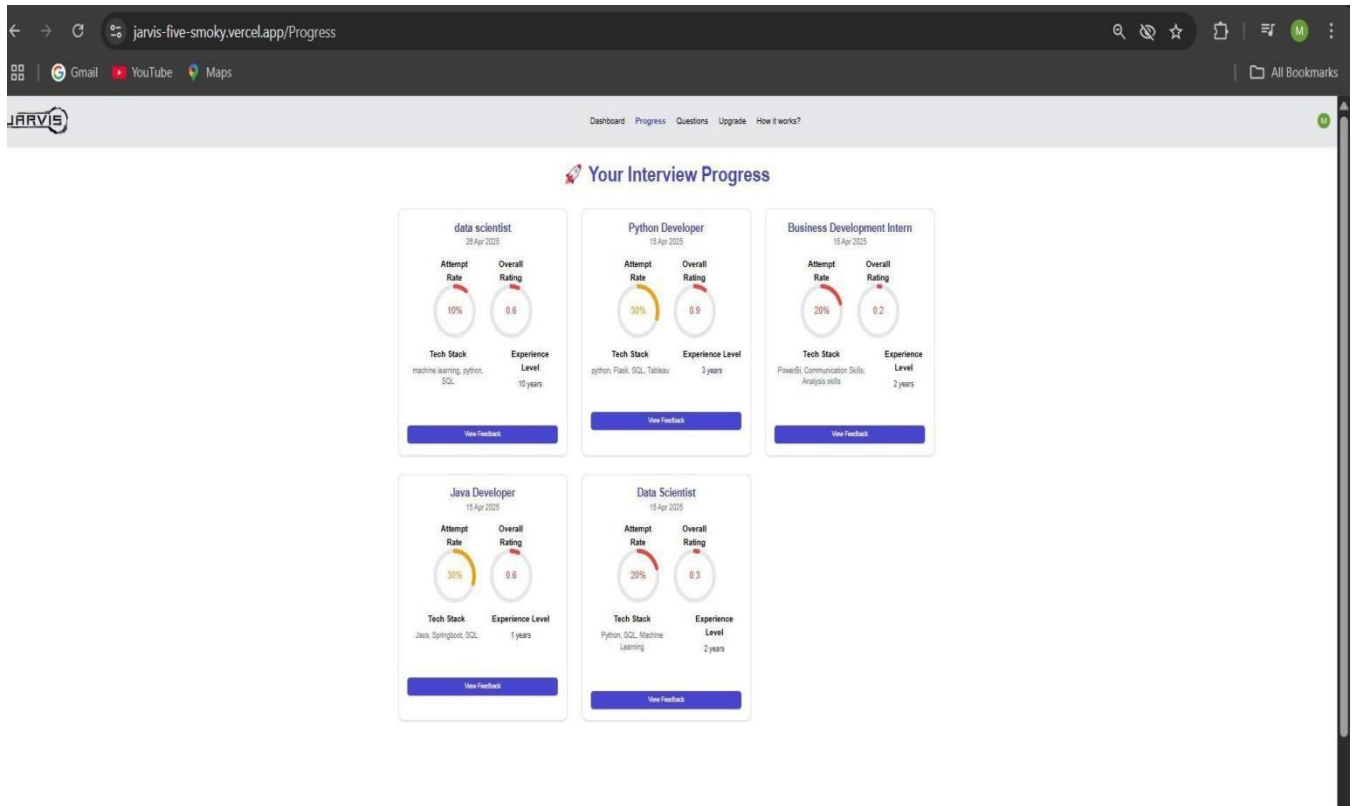 jarvis-five-smoky.vercel.app/Progress
M
Gmail YouTube Maps
All Bookmarks
JARVIS
Dashboard Progress Questions Upgrade How it works?
M
🚀 Your Interview Progress
data scientist
28 Apr 2025
Attempt Rate
Overall Rating
10%
0.6
Tech Stack
machine learning, python,
SQL
Experience
Level
10 years
View Feedback
Python Developer
15 Apr 2025
Attempt Rate
Overall Rating
30%
0.9
Tech Stack
python, Flask, SQL, Tableau
Experience Level
3 years
View Feedback
Business Development Intern
15 Apr 2025
Attempt Rate
Overall Rating
20%
0.2
Tech Stack
PowerBi, Communication Skills,
Analysis skills
Experience
Level
2 years
View Feedback
Java Developer
15 Apr 2025
Attempt Rate
Overall Rating
30%
0.6
Tech Stack
Java, Springboot, SQL
Experience Level
1 years
View Feedback
Data Scientist
15 Apr 2025
Attempt Rate
Overall Rating
20%
0.3
Tech Stack
Python, SQL, Machine
Learning
Experience
Level
2 years
View Feedback